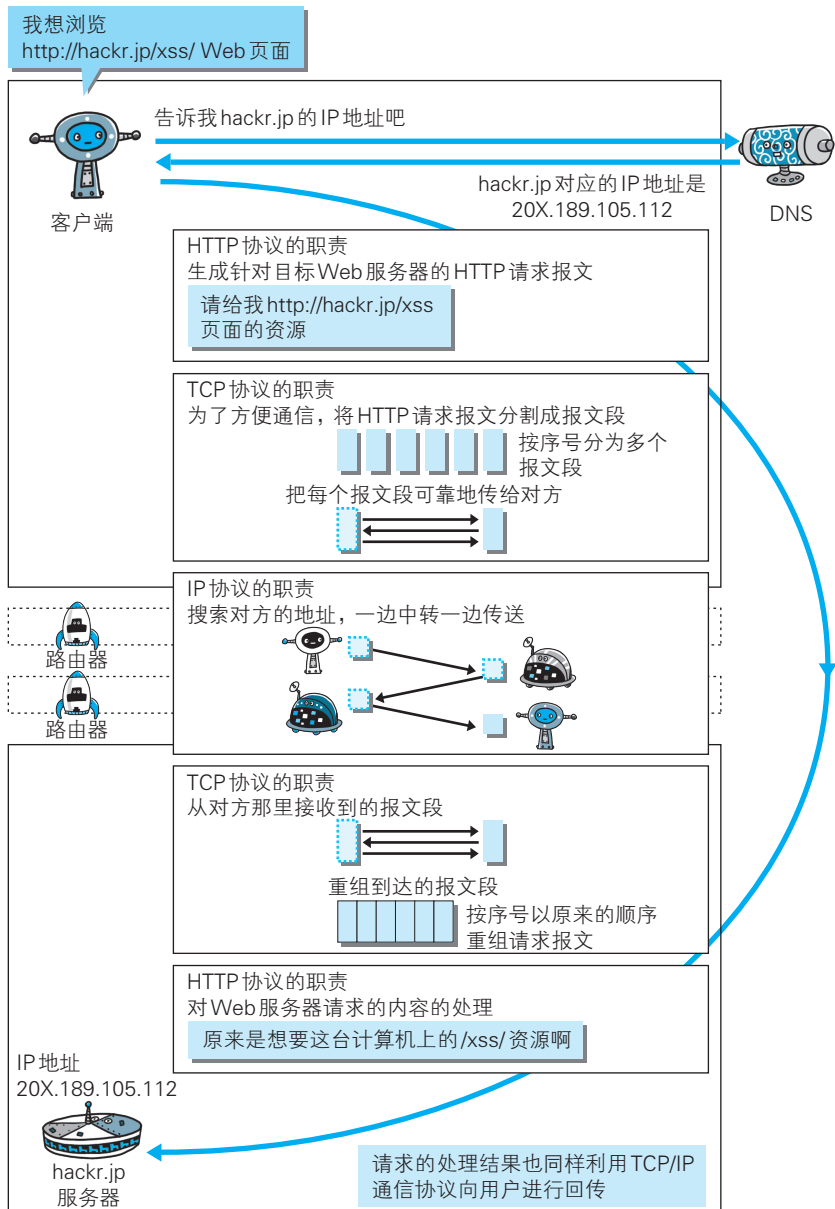 我想浏览
http://hackr.jp/xss/ Web页面
告诉我hackr.jp的IP地址吧
hackr.jp对应的IP地址是
20X.189.105.112
客户端
DNS
HTTP协议的职责
生成针对目标Web服务器的HTTP请求报文
请给我http://hackr.jp/xss
页面的资源
TCP协议的职责
为了方便通信，将HTTP请求报文分割成报文段
按序号分为多个
报文段
把每个报文段可靠地传给对方
IP协议的职责
搜索对方的地址，一边中转一边传送
路由器
路由器
TCP协议的职责
从对方那里接收到的报文段
重组到达的报文段
按序号以原来的顺序
重组请求报文
HTTP协议的职责
对Web服务器请求的内容的处理
原来是想要这台计算机上的/xss/资源啊
IP地址
20X.189.105.112
hackr.jp
服务器
请求的处理结果也同样利用TCP/IP
通信协议向用户进行回传